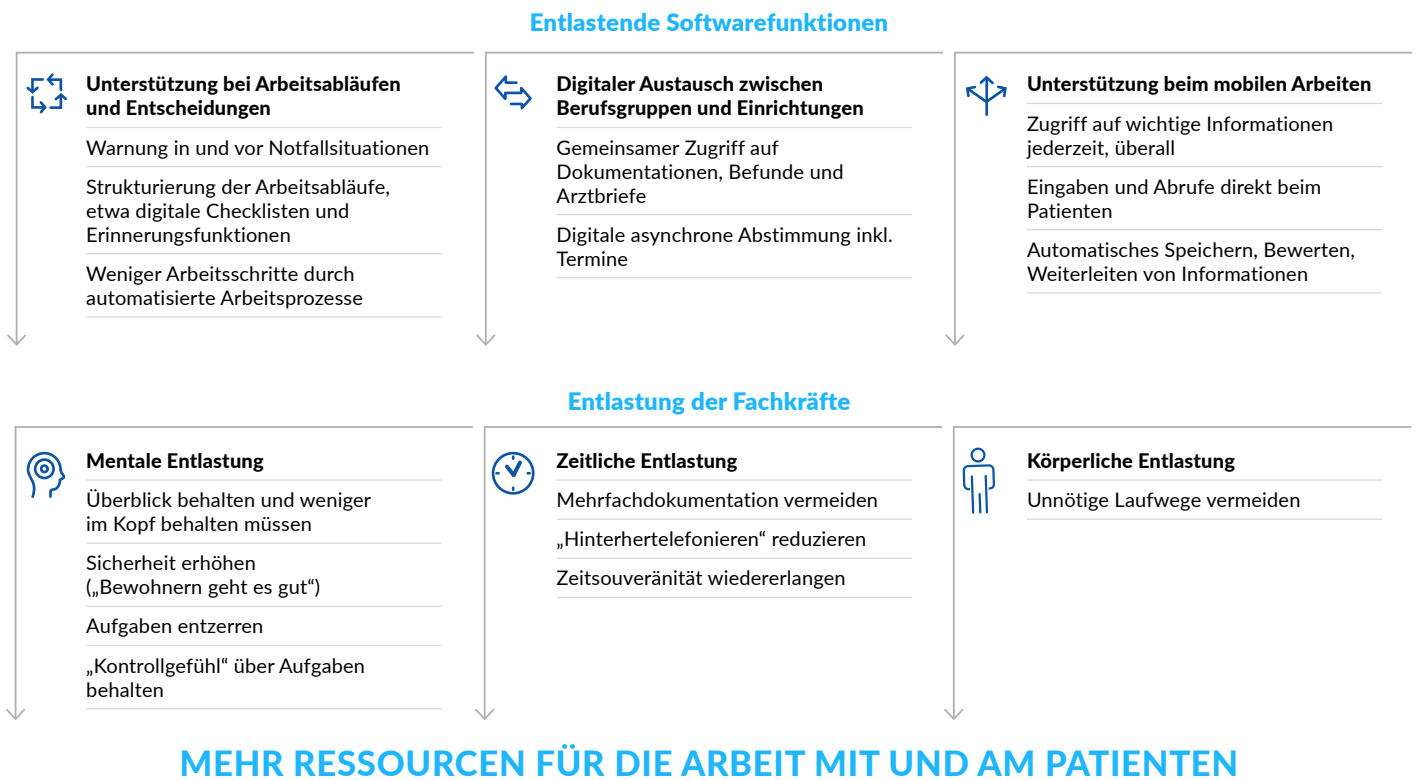 Entlastende Softwarefunktionen
Unterstützung bei Arbeitsabläufen
und Entscheidungen
Warnung in und vor Notfallsituationen
Strukturierung der Arbeitsabläufe,
etwa digitale Checklisten und
Erinnerungsfunktionen
Weniger Arbeitsschritte durch
automatisierte Arbeitsprozesse
Digitaler Austausch zwischen
Berufsgruppen und Einrichtungen
Gemeinsamer Zugriff auf
Dokumentationen, Befunde und
Arztbriefe
Digitale asynchrone Abstimmung inkl.
Termine
Unterstützung beim mobilen Arbeiten
Zugriff auf wichtige Informationen
jederzeit, überall
Eingaben und Abrufe direkt beim
Patienten
Automatisches Speichern, Bewerten,
Weiterleiten von Informationen
Entlastung der Fachkräfte
Mentale Entlastung
Überblick behalten und weniger
im Kopf behalten müssen
Sicherheit erhöhen
(„Bewohnern geht es gut“)
Aufgaben entzerren
„Kontrollgefühl“ über Aufgaben
behalten
Zeitliche Entlastung
Mehrfachdokumentation vermeiden
„Hinterhertelefonieren“ reduzieren
Zeitsouveränität wiedererlangen
Körperliche Entlastung
Unnötige Laufwege vermeiden
MEHR RESSOURCEN FÜR DIE ARBEIT MIT UND AM PATIENTEN